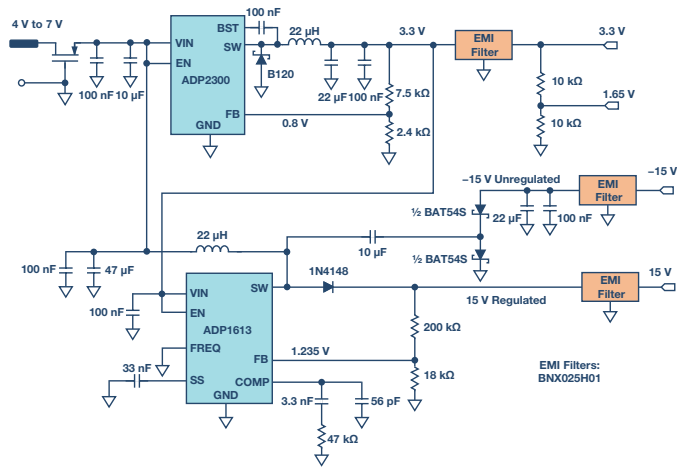 4 V to 7 V
100 nF
10 µF
VIN
EN
BST
SW
ADP2300
FB
GND
100 nF
22 µH
B120
0.8 V
3.3 V
22 µF
100 nF
7.5 kΩ
2.4 kΩ
EMI
Filter
3.3 V
10 kΩ
1.65 V
10 kΩ
–15 V Unregulated
½ BAT54S
22 µF
100 nF
EMI
Filter
–15 V
22 µH
10 µF
½ BAT54S
100 nF
47 µF
1N4148
15 V Regulated
EMI
Filter
15 V
100 nF
VIN
EN
SW
ADP1613
FREQ
FB
SS
COMP
GND
33 nF
1.235 V
200 kΩ
18 kΩ
3.3 nF
56 pF
47 kΩ
EMI Filters:
BNX025H01